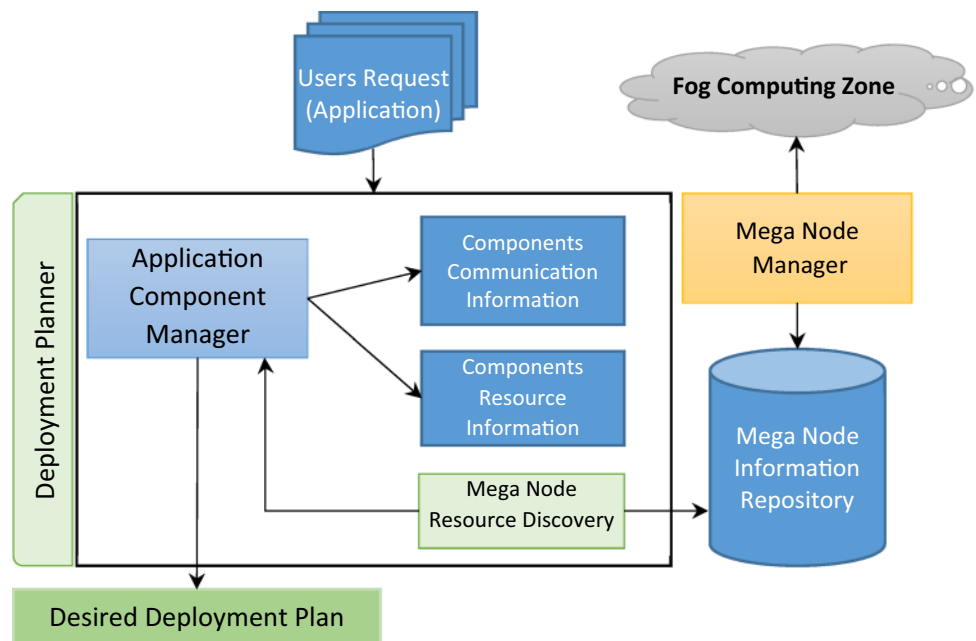 Users Request
(Application)
Fog Computing Zone
Deployment Planner
Application
Component
Manager
Components
Communication
Information
Mega Node
Manager
Components
Resource
Information
Mega Node
Information
Repository
Mega Node
Resource Discovery
Desired Deployment Plan